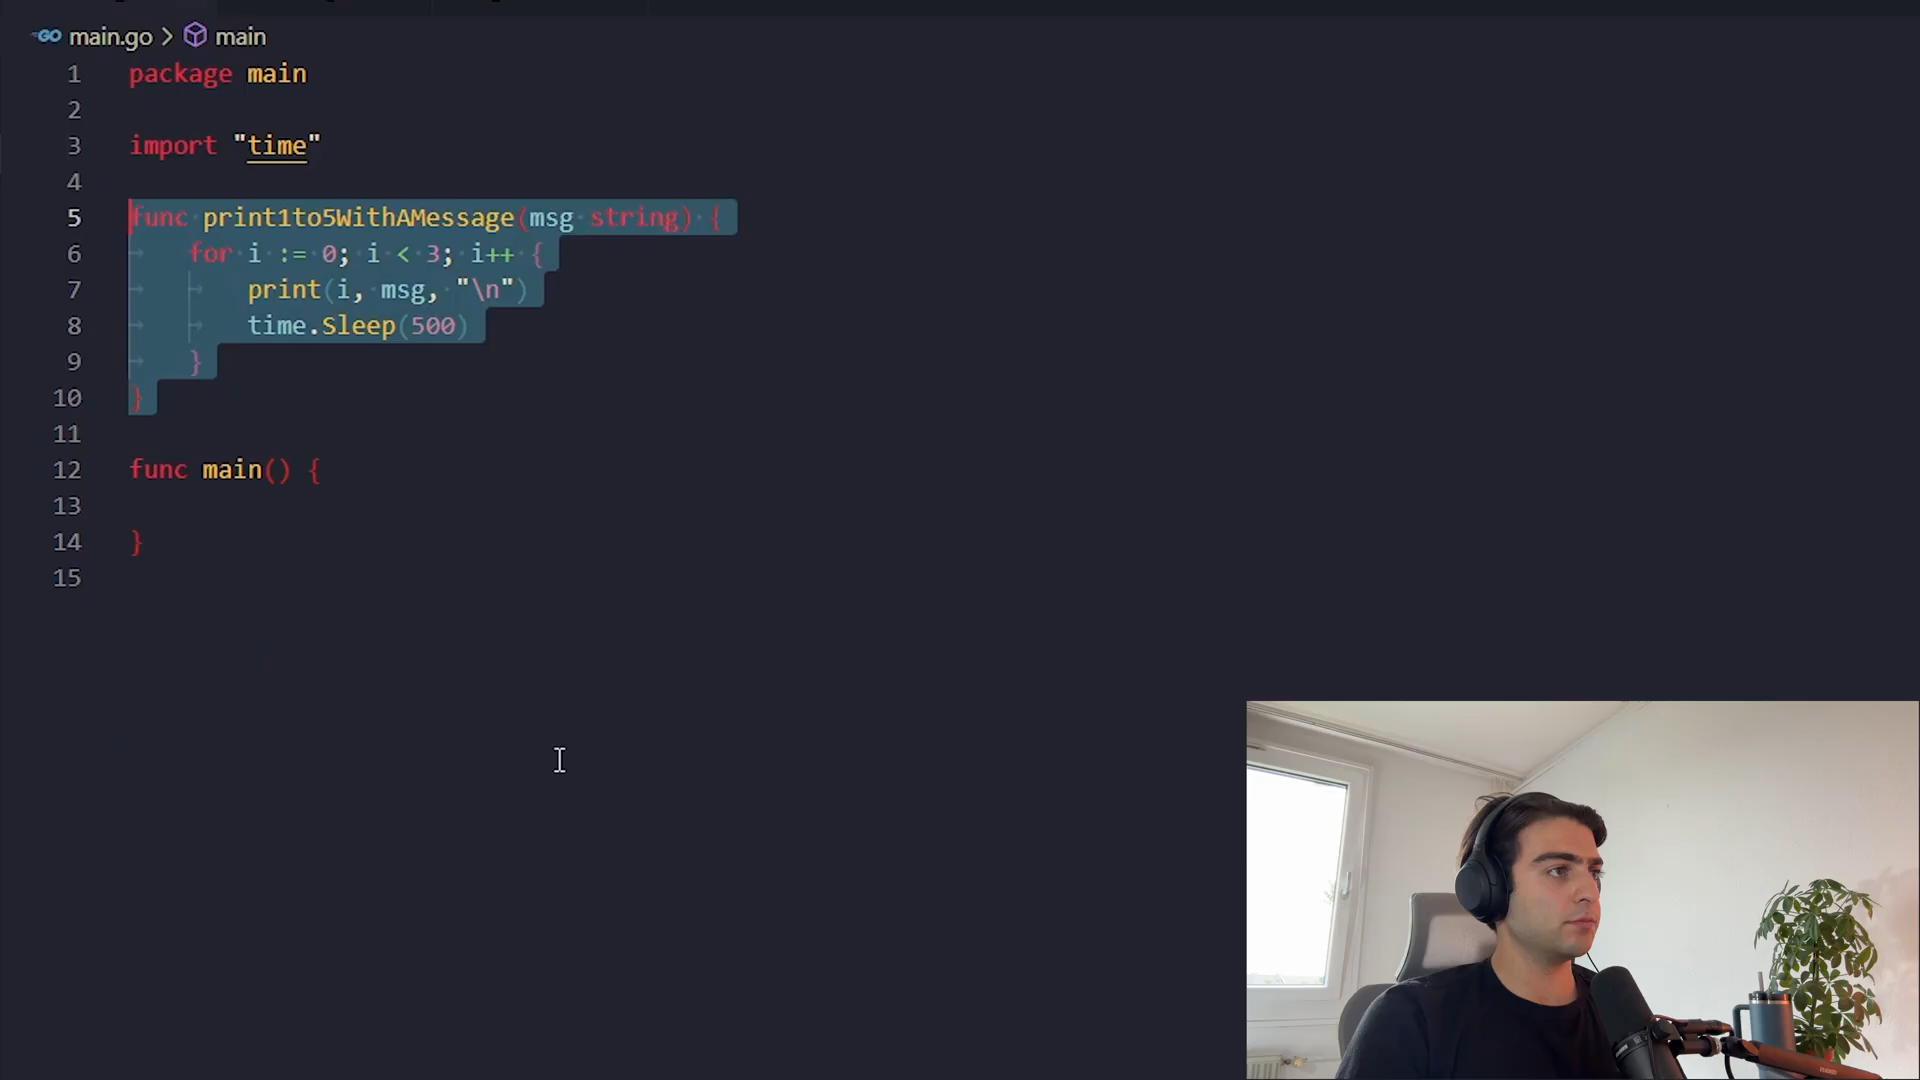 GO main.go > main
1 package main
2
3 import "time"
4
5 func print1to5WithAMessage(msg string) {
6 for i := 0; i < 3; i++ {
7 print(i, msg, "\n")
8 time.Sleep(500)
9 }
10 }
11
12 func main() {
13
14 }
15